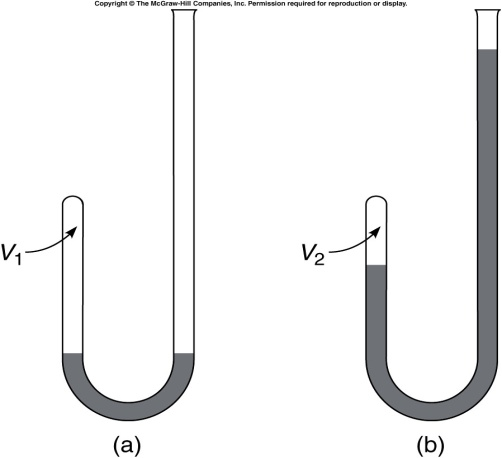 Copyright © The McGraw-Hill Companies, Inc. Permission required for reproduction or display.
V₁
V₂
(a)
(b)